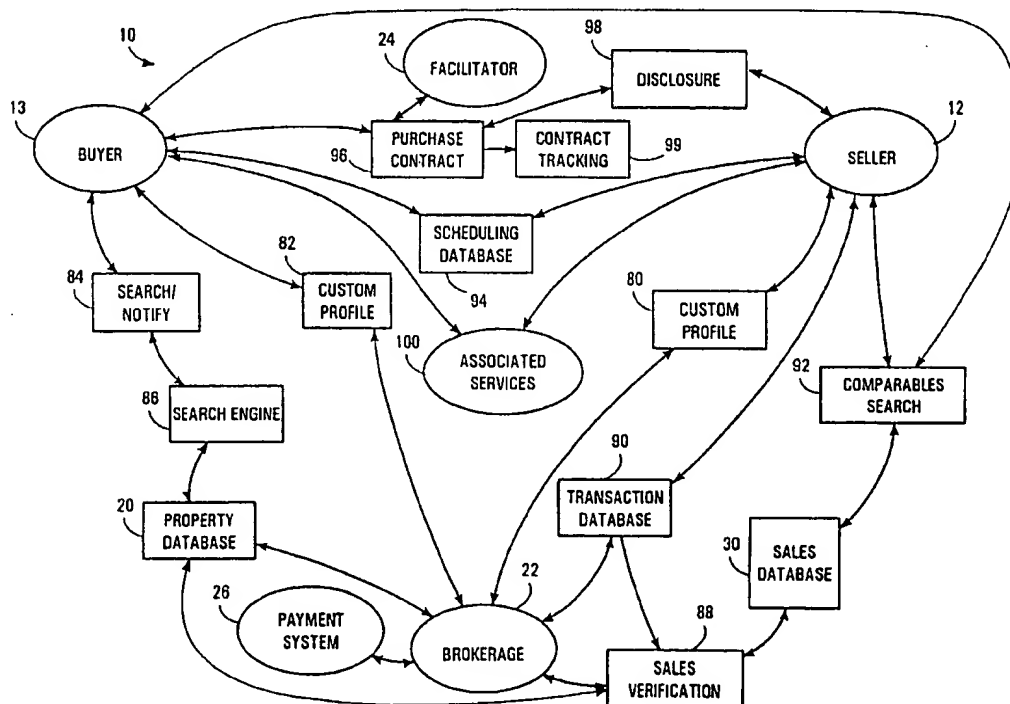 10
24
98
FACILITATOR
DISCLOSURE
13
12
BUYER
PURCHASE
CONTRACT
CONTRACT
TRACKING
SELLER
96
99
SCHEDULING
DATABASE
84
82
80
94
SEARCH/
NOTIFY
CUSTOM
PROFILE
CUSTOM
PROFILE
100
ASSOCIATED
SERVICES
92
COMPARABLES
SEARCH
86
SEARCH ENGINE
90
20
PROPERTY
DATABASE
TRANSACTION
DATABASE
30
SALES
DATABASE
26
22
PAYMENT
SYSTEM
88
BROKERAGE
SALES
VERIFICATION